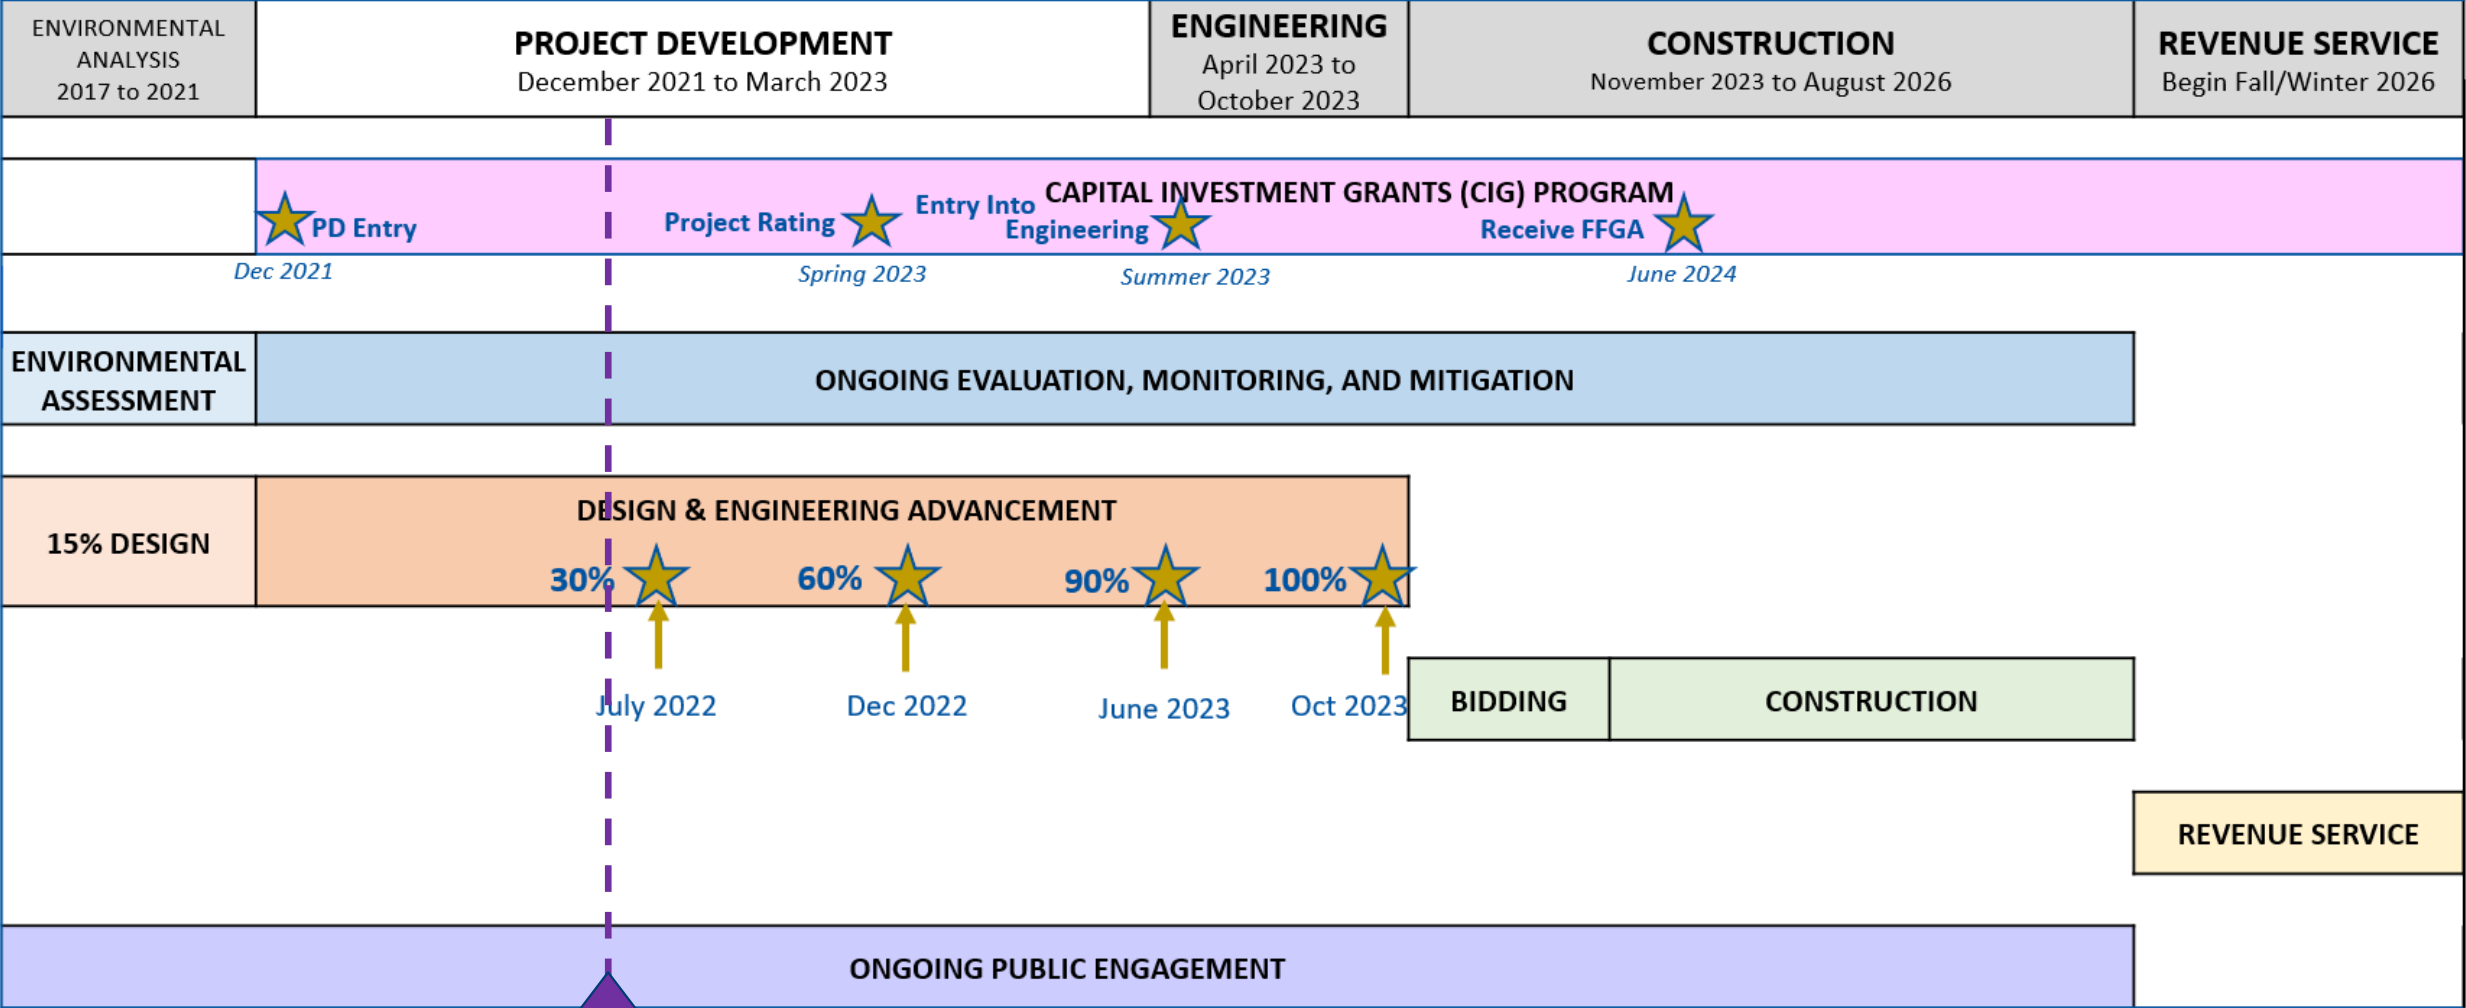 ENVIRONMENTAL
ANALYSIS
2017 to 2021
PROJECT DEVELOPMENT
December 2021 to March 2023
ENGINEERING
April 2023 to
October 2023
CONSTRUCTION
November 2023 to August 2026
REVENUE SERVICE
Begin Fall/Winter 2026
CAPITAL INVESTMENT GRANTS (CIG) PROGRAM
PD Entry
Project Rating
Entry Into
Engineering
Receive FFGA
Dec 2021
Spring 2023
Summer 2023
June 2024
ENVIRONMENTAL
ASSESSMENT
ONGOING EVALUATION, MONITORING, AND MITIGATION
15% DESIGN
DESIGN & ENGINEERING ADVANCEMENT
30%
60%
90%
100%
July 2022
Dec 2022
June 2023
Oct 2023
BIDDING
CONSTRUCTION
REVENUE SERVICE
ONGOING PUBLIC ENGAGEMENT